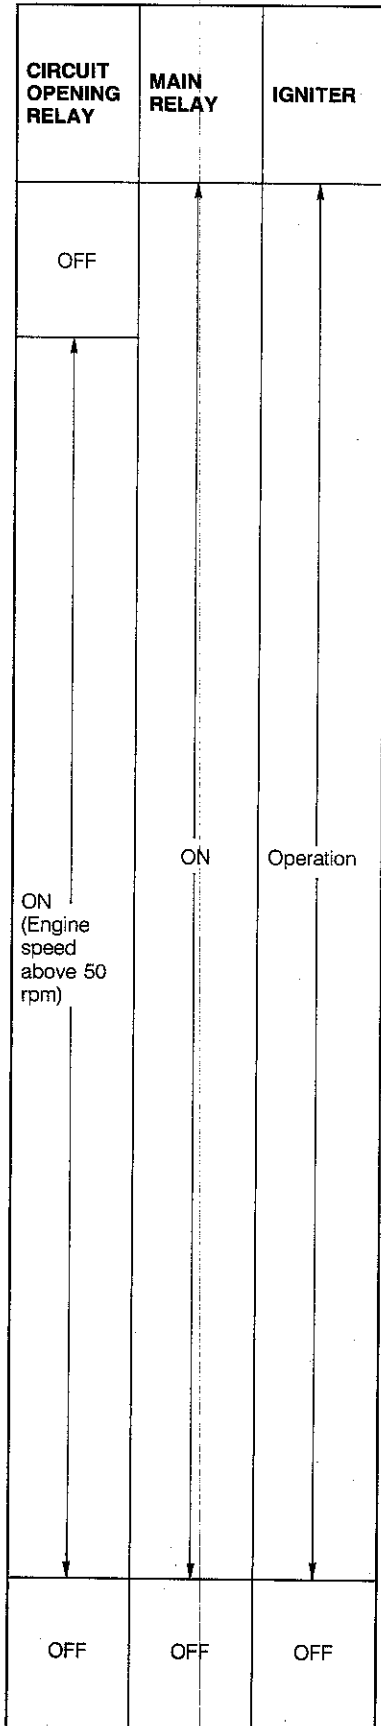 CIRCUIT
OPENING
RELAY
MAIN
RELAY
IGNITER
OFF
ON
(Engine
speed
above 50
rpm)
ON
Operation
OFF
OFF
OFF